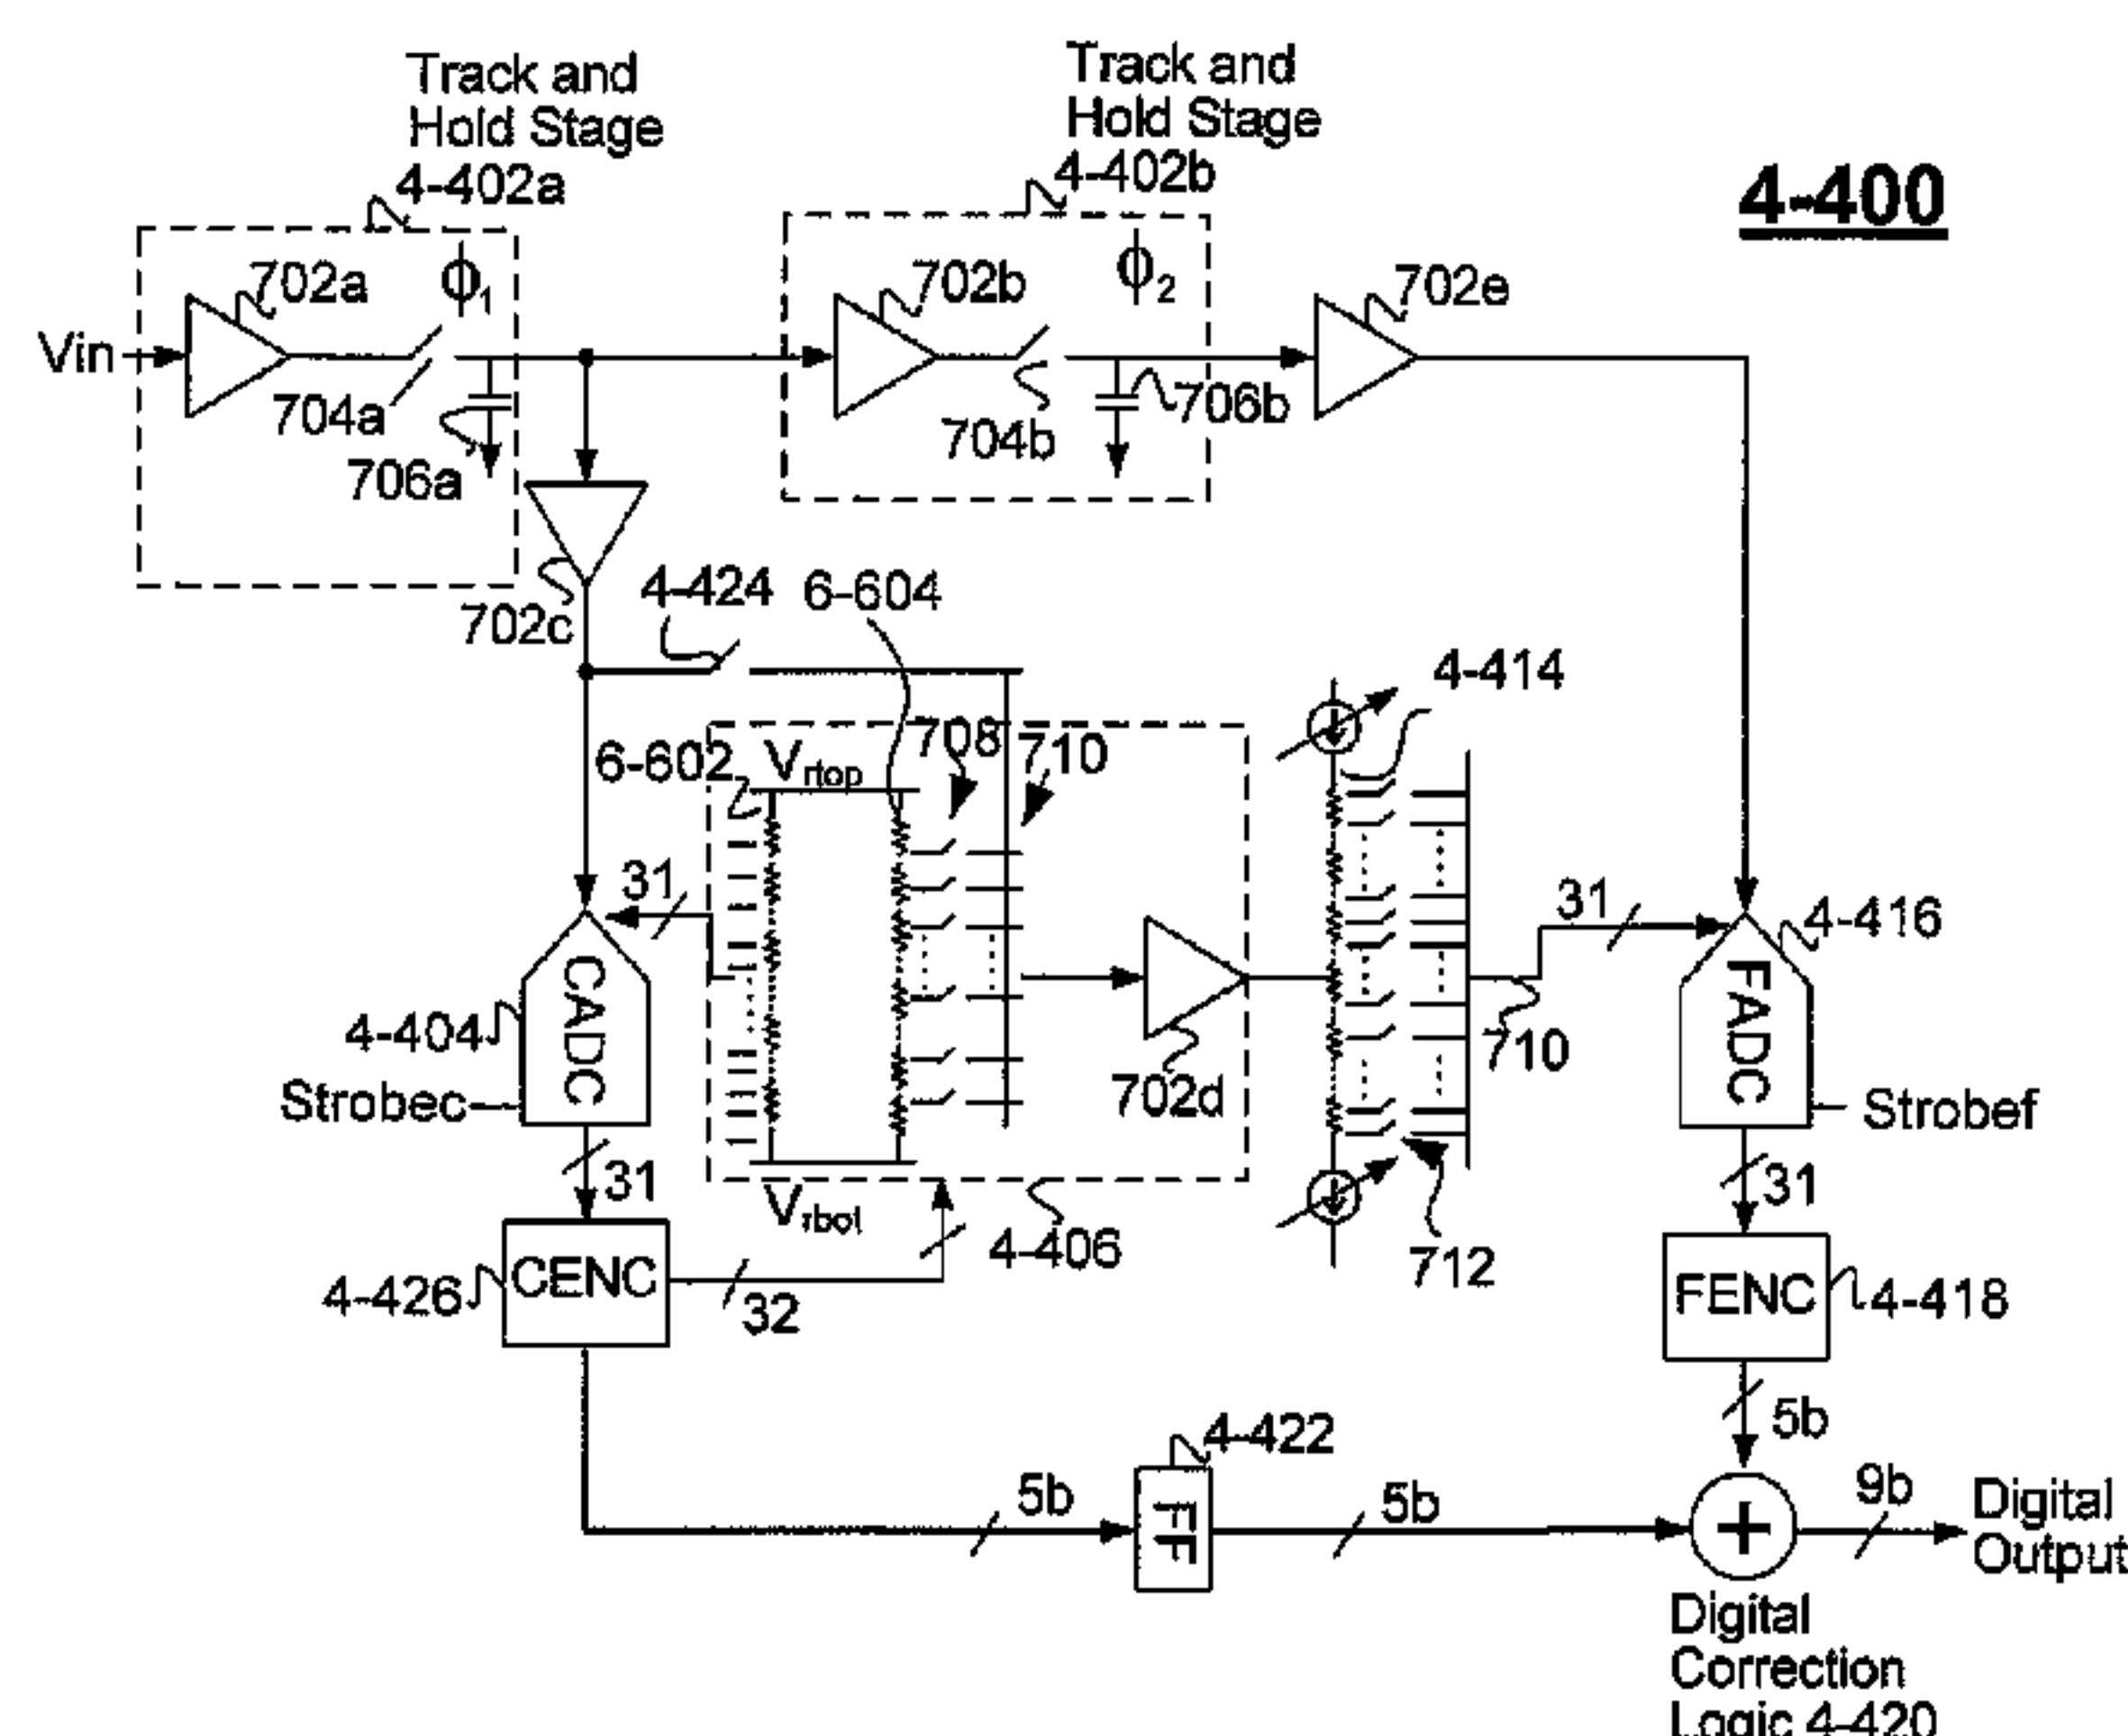 Track and
Hold Stage
4-402a
Track and
Hold Stage
4-402b
4-400
702a
ϕ1
702b
ϕ2
702e
Vin
704a
706a
704b
706b
702c
4-424
6-604
4-414
6-602
Vrtop
708
710
31
31
4-416
CADC
FADC
4-404
702d
710
Strobec
Strobef
31
Vrbot
4-406
712
31
CENC
4-426
32
FENC
4-418
5b
4-422
5b
FF
5b
+
9b
Digital
Output
Digital
Correction
Logic 4-420